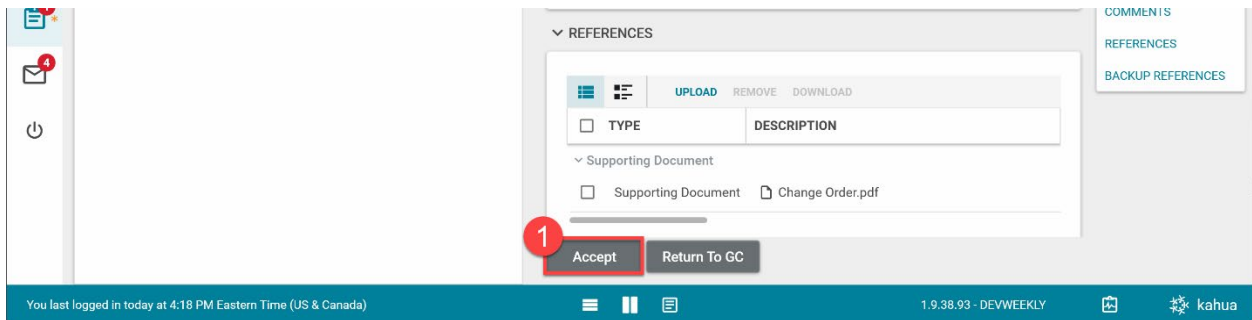 COMMENTS
REFERENCES
REFERENCES
BACKUP REFERENCES
4
UPLOAD REMOVE DOWNLOAD
TYPE DESCRIPTION
Supporting Document
Supporting Document Change Order.pdf
1
Accept Return To GC
You last logged in today at 4:18 PM Eastern Time (US & Canada) 1.9.38.93 - DEVWEEKLY kahua